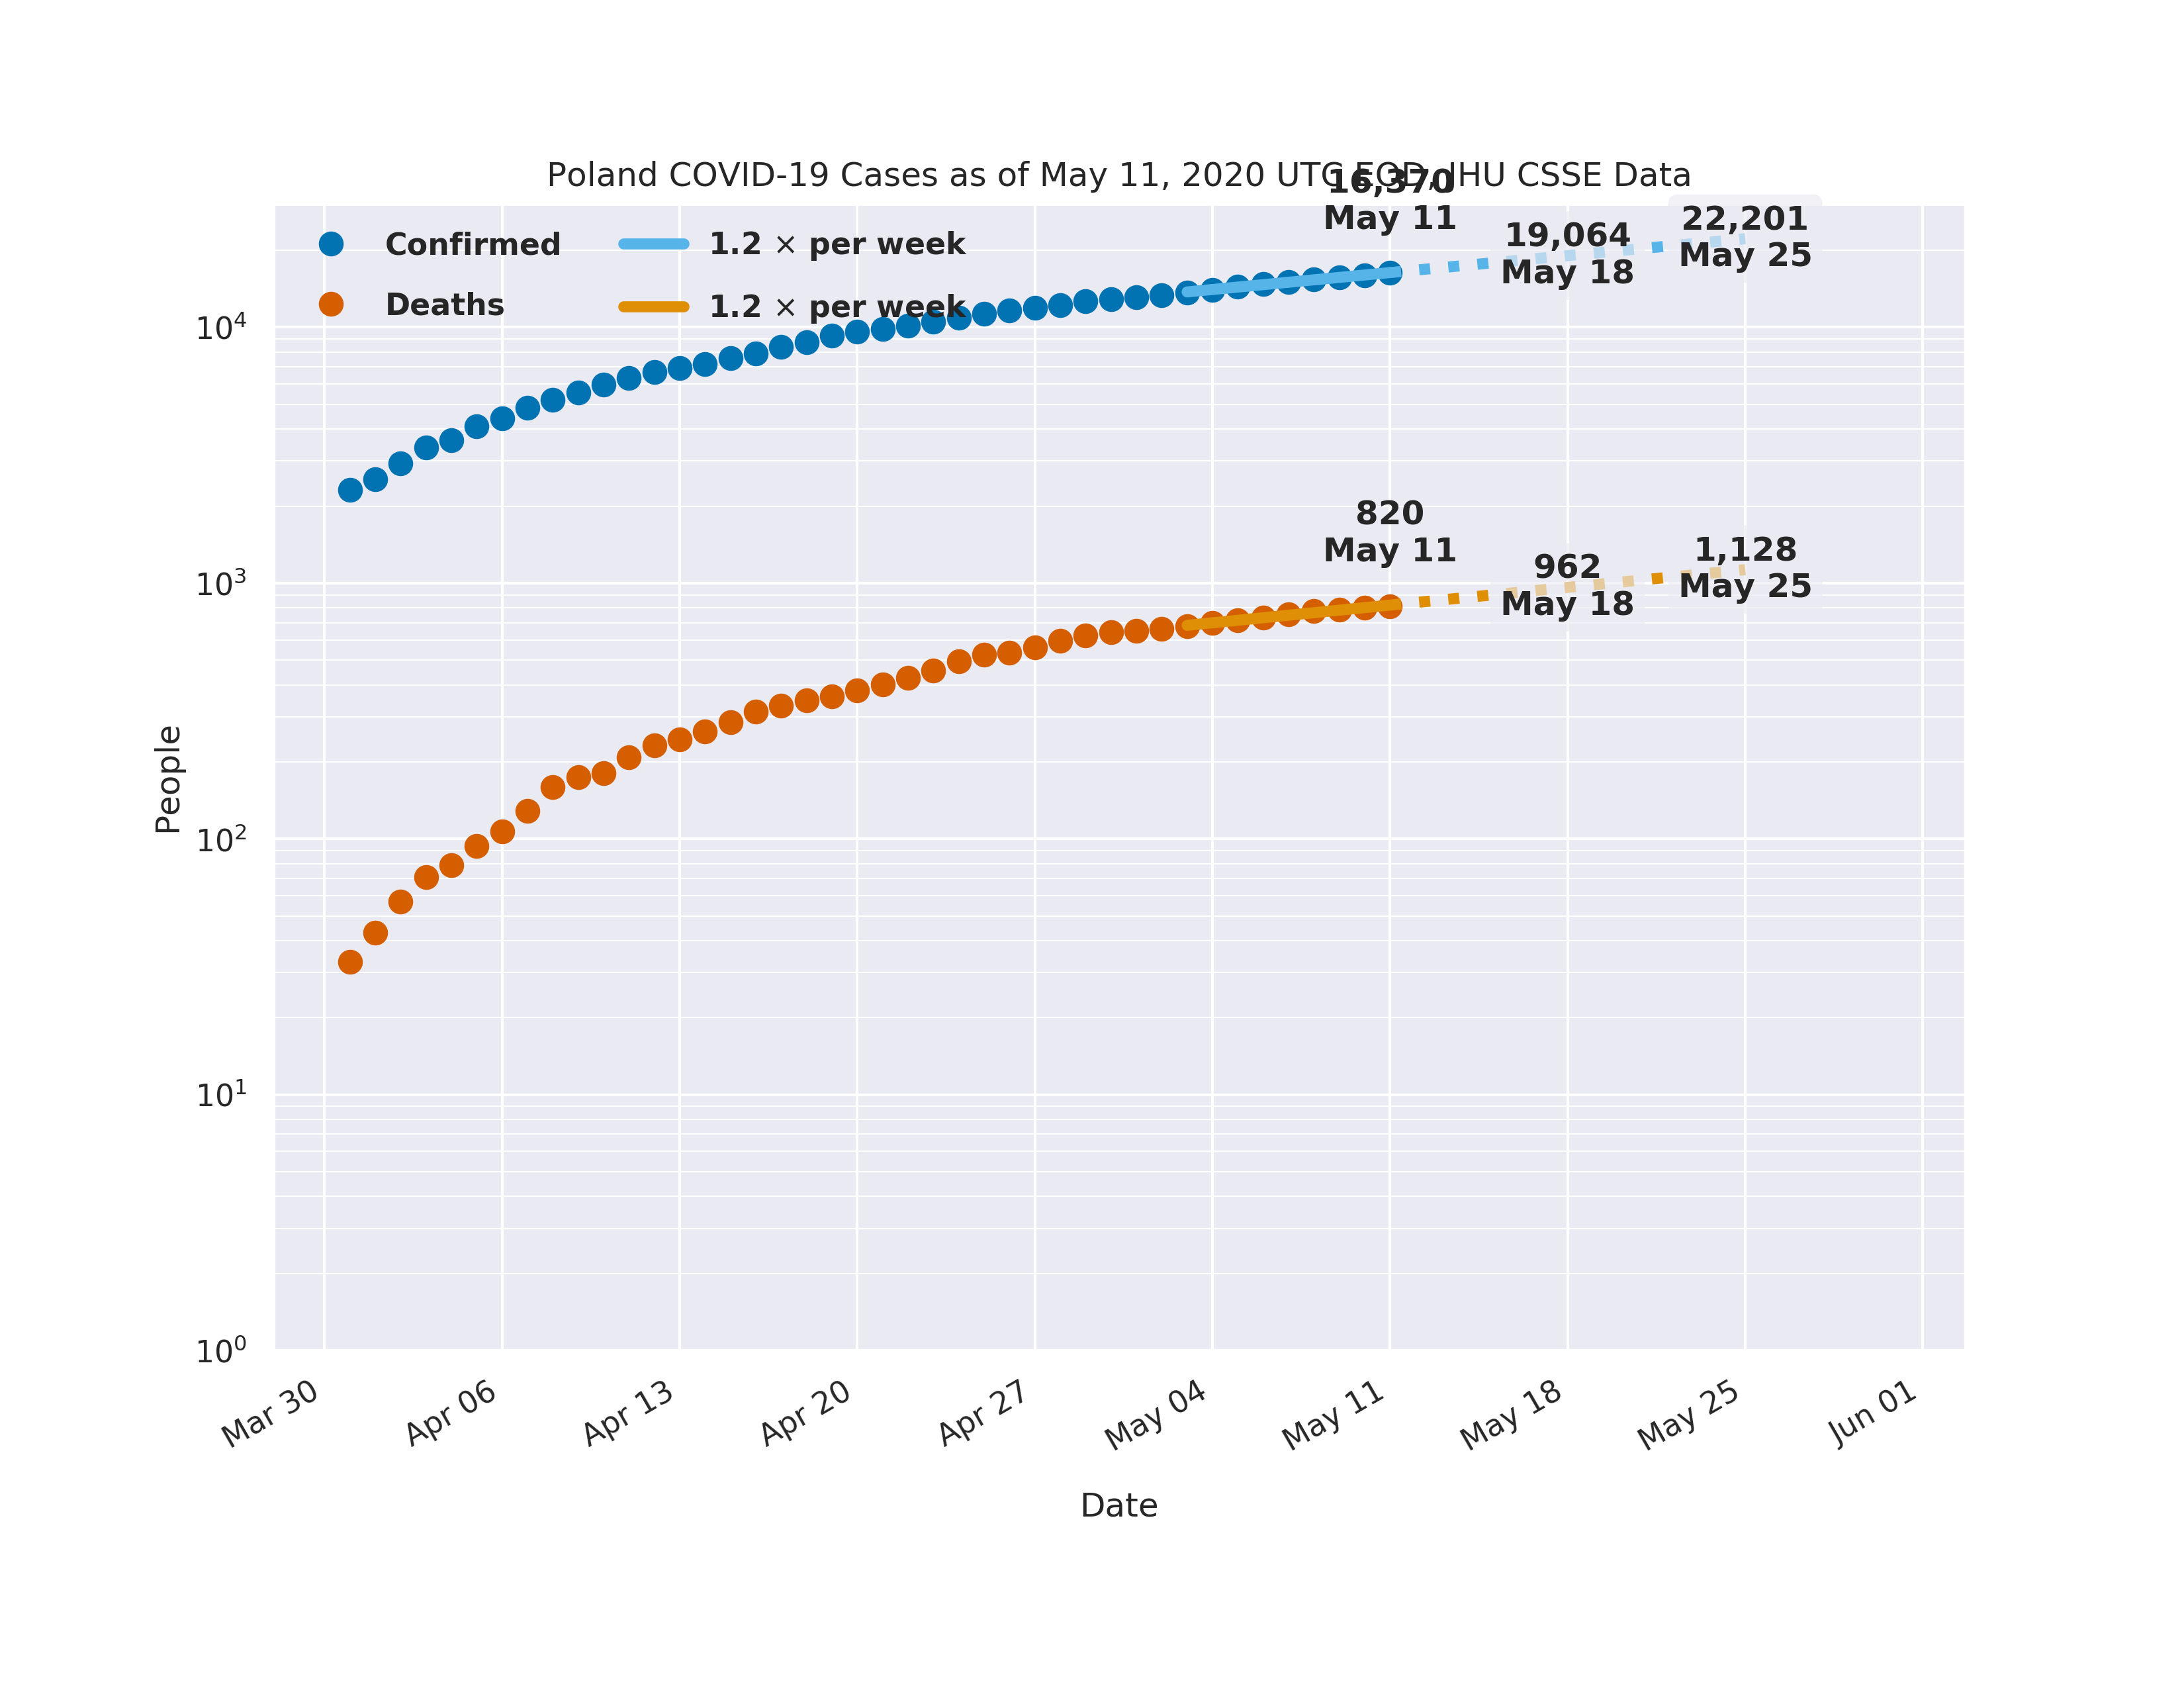 Poland COVID-19 Cases as of May 11, 2020 UTC EOD, JHU CSSE Data
16,370
May 11
19,064
May 18
22,201
May 25
Confirmed
Deaths
1.2 × per week
1.2 × per week
820
May 11
962
May 18
1,128
May 25
People
10⁴
10³
10²
10¹
10⁰
Mar 30
Apr 06
Apr 13
Apr 20
Apr 27
May 04
May 11
May 18
May 25
Jun 01
Date